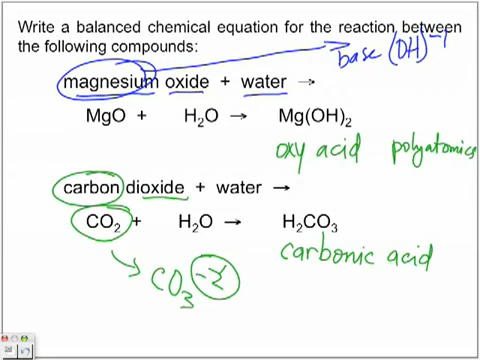 Write a balanced chemical equation for the reaction between
the following compounds:
base (OH)⁻¹
magnesium oxide + water →
MgO + H₂O → Mg(OH)₂
oxy acid polyatomics
carbon dioxide + water →
CO₂ + H₂O → H₂CO₃
carbonic acid
CO₃ -2